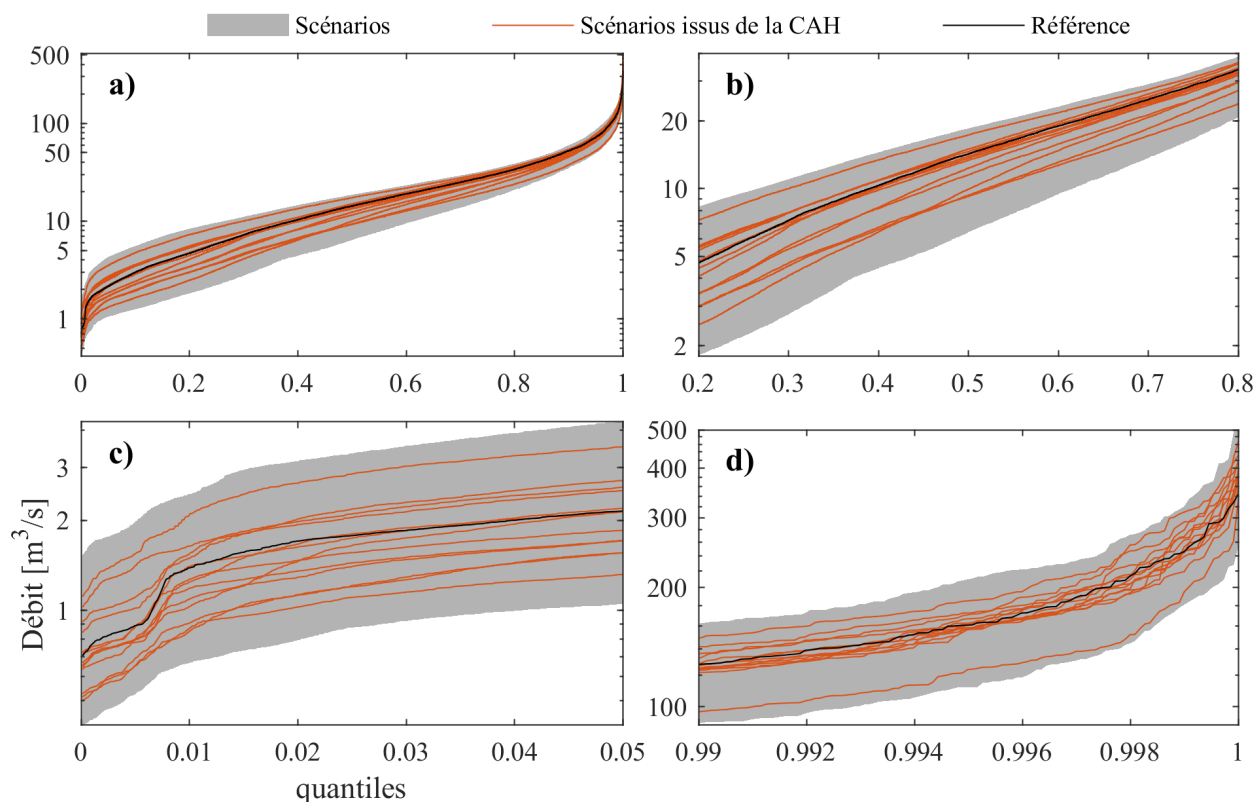 Scénarios Scénarios issus de la CAH Référence
a)
500
100
50
10
5
1
0 0.2 0.4 0.6 0.8 1
b)
20
10
5
2
0.2 0.3 0.4 0.5 0.6 0.7 0.8
c)
3
2
1
0 0.01 0.02 0.03 0.04 0.05
Débit [m³/s]
quantiles
d)
500
400
300
200
100
0.99 0.992 0.994 0.996 0.998 1